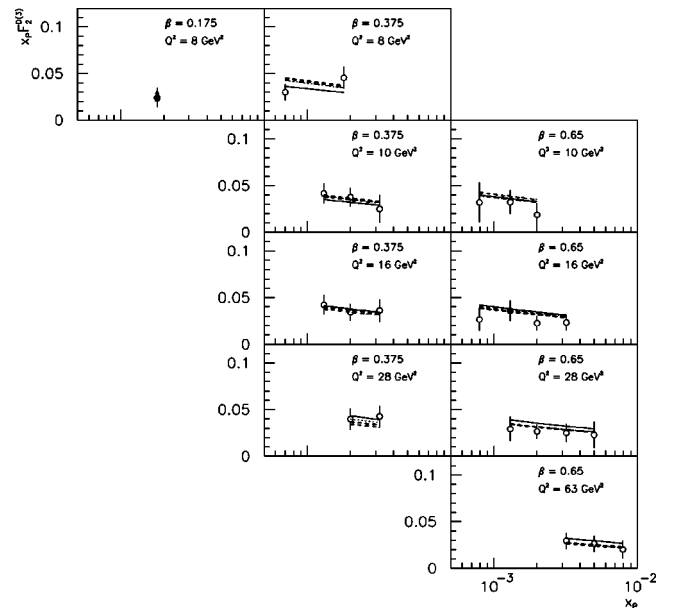 x_P F_2^{D(3)}
0.1
0.05
0
β = 0.175
Q² = 8 GeV²
β = 0.375
Q² = 8 GeV²
0.1
0.05
0
β = 0.375
Q² = 10 GeV²
β = 0.65
Q² = 10 GeV²
0.1
0.05
0
β = 0.375
Q² = 16 GeV²
β = 0.65
Q² = 16 GeV²
0.1
0.05
0
β = 0.375
Q² = 28 GeV²
β = 0.65
Q² = 28 GeV²
0.1
0.05
0
β = 0.65
Q² = 63 GeV²
10⁻³
10⁻²
x_P